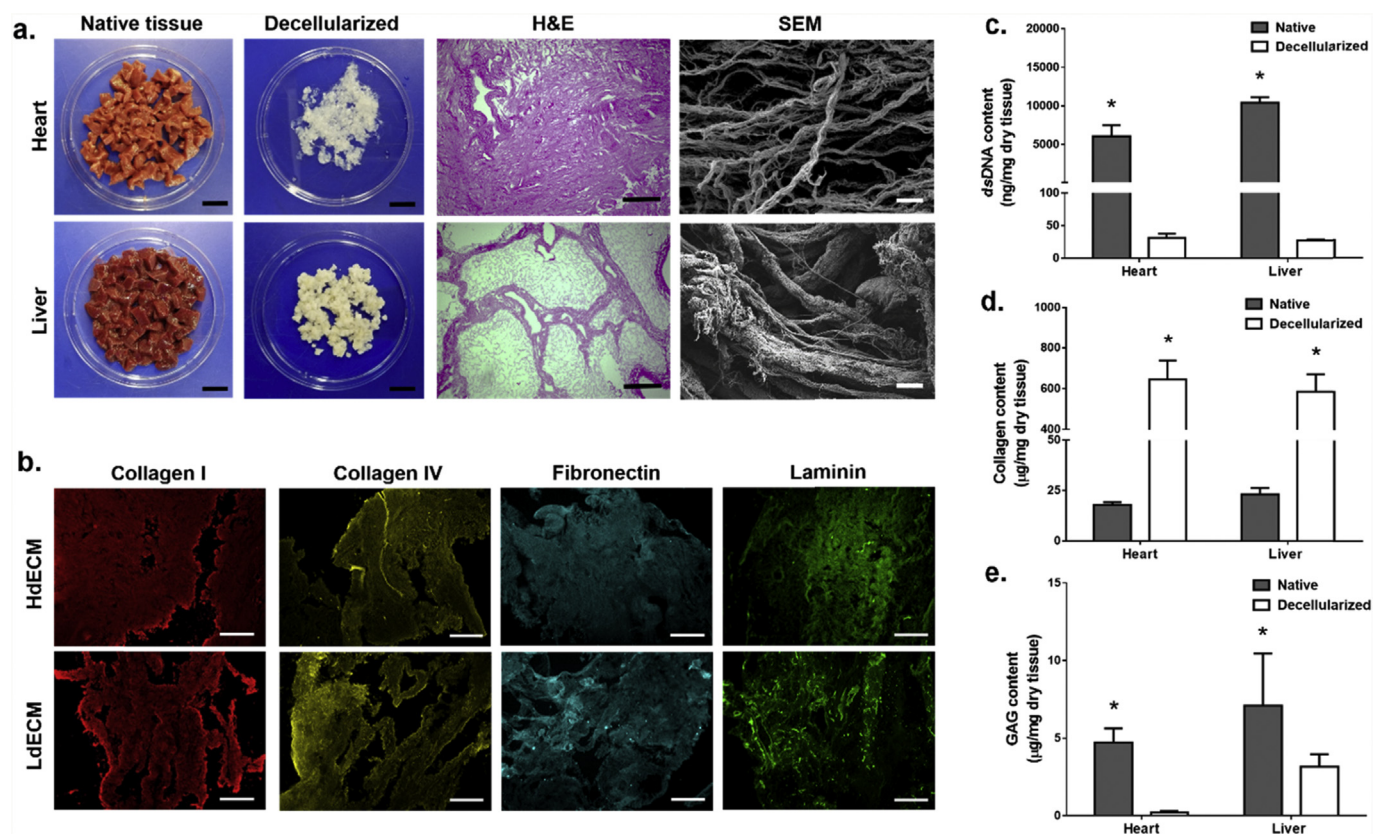 a.
Native tissue
Decellularized
H&E
SEM
Heart
Liver
b.
Collagen I
Collagen IV
Fibronectin
Laminin
HdECM
LdECM
c.
Native
Decellularized
dsDNA content
(ng/mg dry tissue)
20000
15000
10000
5000
100
50
0
*
*
Heart
Liver
d.
Native
Decellularized
Collagen content
(μg/mg dry tissue)
1000
800
600
400
50
25
0
*
*
Heart
Liver
e.
Native
Decellularized
GAG content
(μg/mg dry tissue)
15
10
5
0
*
*
Heart
Liver